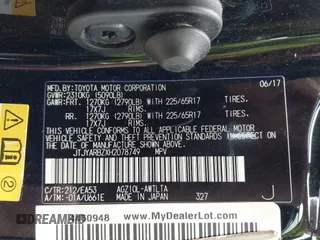 MFD.BY:TOYOTA MOTOR CORPORATION 06/17
GVWR:2310KG (5090LB)
GAWR:FRT. 1270KG (2790LB) WITH 225/65R17 TIRES.
17x7J RIMS.
RR. 1270KG (2790LB) WITH 225/65R17 TIRES.
17x7J RIMS.
THIS VEHICLE CONFORMS TO ALL APPLICABLE FEDERAL
MOTOR VEHICLE SAFETY AND THEFT PREVENTION STANDARDS
IN EFFECT ON THE DATE OF MANUFACTURE SHOWN ABOVE.
JTJYARBZXH2078749 MPV
C/TR:212/EA53 AGZ10L-AWTLTA
A/TM:-01A/U661E MADE IN JAPAN 327
www.MyDealerLot.com